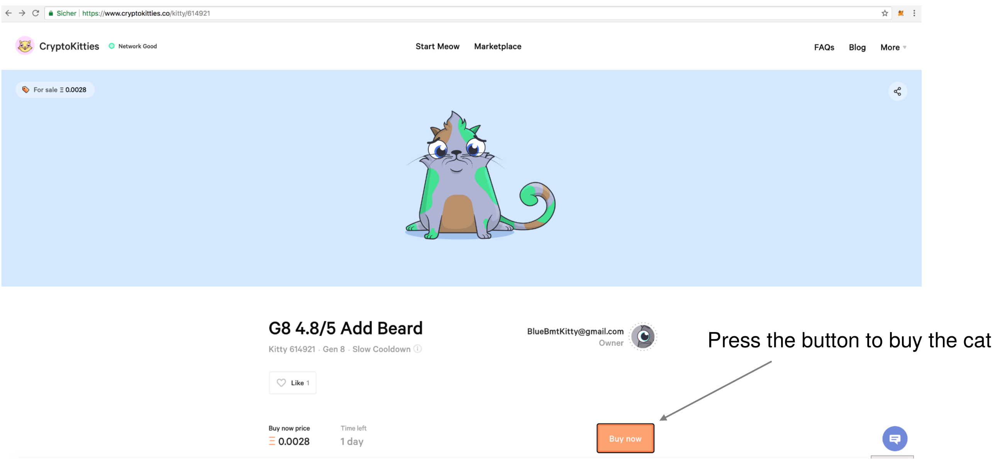 Sicher https://www.cryptokitties.co/kitty/614921
CryptoKitties Network Good Start Meow Marketplace FAQs Blog More
For sale Ξ 0.0028
G8 4.8/5 Add Beard
Kitty 614921 · Gen 8 · Slow Cooldown
BlueBmtKitty@gmail.com
Owner
Press the button to buy the cat
Like 1
Buy now price Time left
Ξ 0.0028 1 day
Buy now